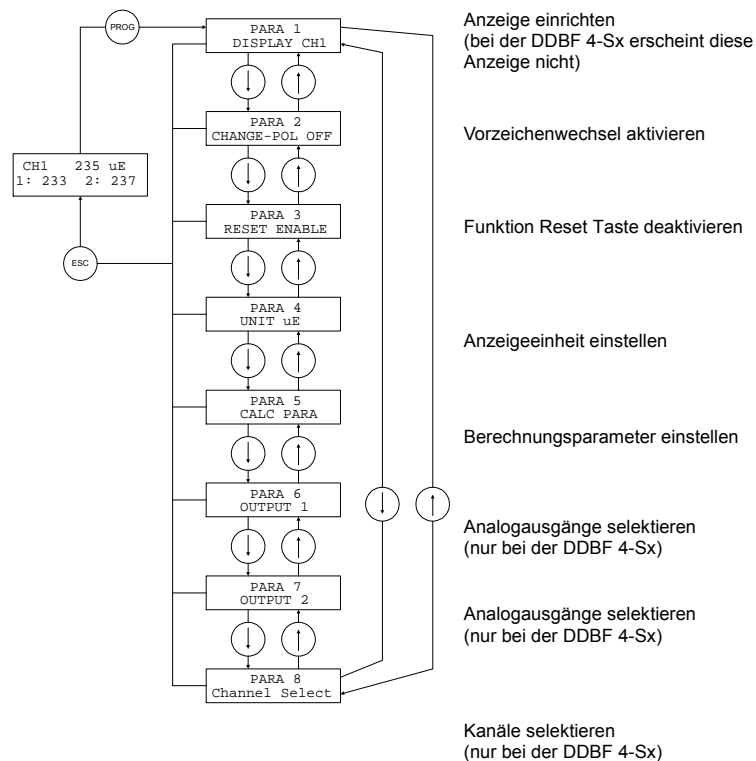 PROG
PARA 1
DISPLAY CH1
Anzeige einrichten
(bei der DDBF 4-Sx erscheint diese
Anzeige nicht)
PARA 2
CHANGE-POL OFF
Vorzeichenwechsel aktivieren
CH1 235 uE
1: 233 2: 237
PARA 3
RESET ENABLE
Funktion Reset Taste deaktivieren
ESC
PARA 4
UNIT uE
Anzeigeeinheit einstellen
PARA 5
CALC PARA
Berechnungsparameter einstellen
PARA 6
OUTPUT 1
Analogausgänge selektieren
(nur bei der DDBF 4-Sx)
PARA 7
OUTPUT 2
Analogausgänge selektieren
(nur bei der DDBF 4-Sx)
PARA 8
Channel Select
Kanäle selektieren
(nur bei der DDBF 4-Sx)